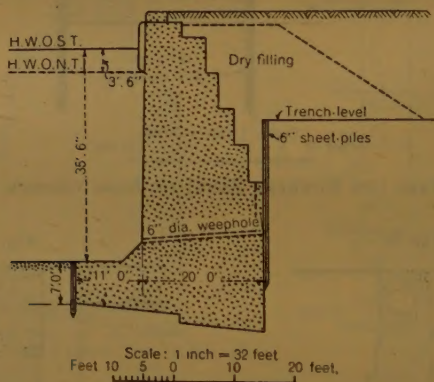 H.W.O.S.T.
H.W.O.N.T.
3'. 6"
Dry filling
Trench-level
6" sheet-piles
35'. 6"
6" dia. weephole
11'. 0"
20'. 0"
7'.0"
Scale: 1 inch = 32 feet
Feet 10 5 0 10 20 feet.